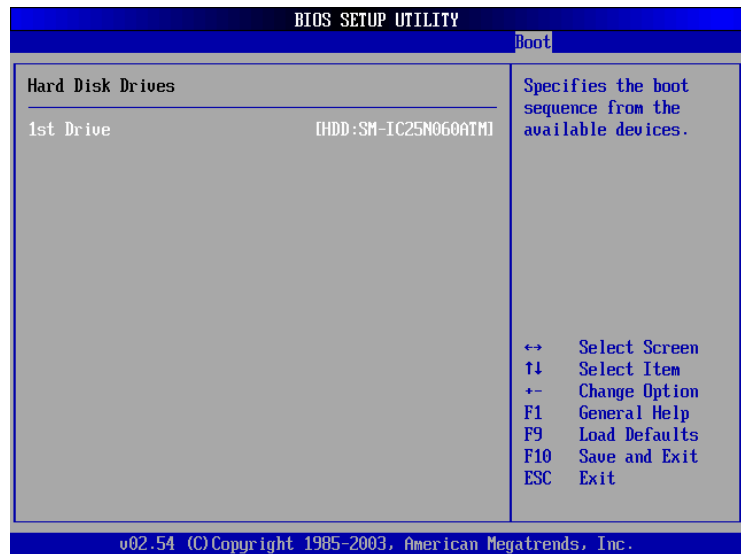 BIOS SETUP UTILITY
Boot
Hard Disk Drives
1st Drive [HDD:SM-IC25N060ATM]
Specifies the boot
sequence from the
available devices.
↔ Select Screen
↑↓ Select Item
+- Change Option
F1 General Help
F9 Load Defaults
F10 Save and Exit
ESC Exit
v02.54 (C)Copyright 1985-2003, American Megatrends, Inc.